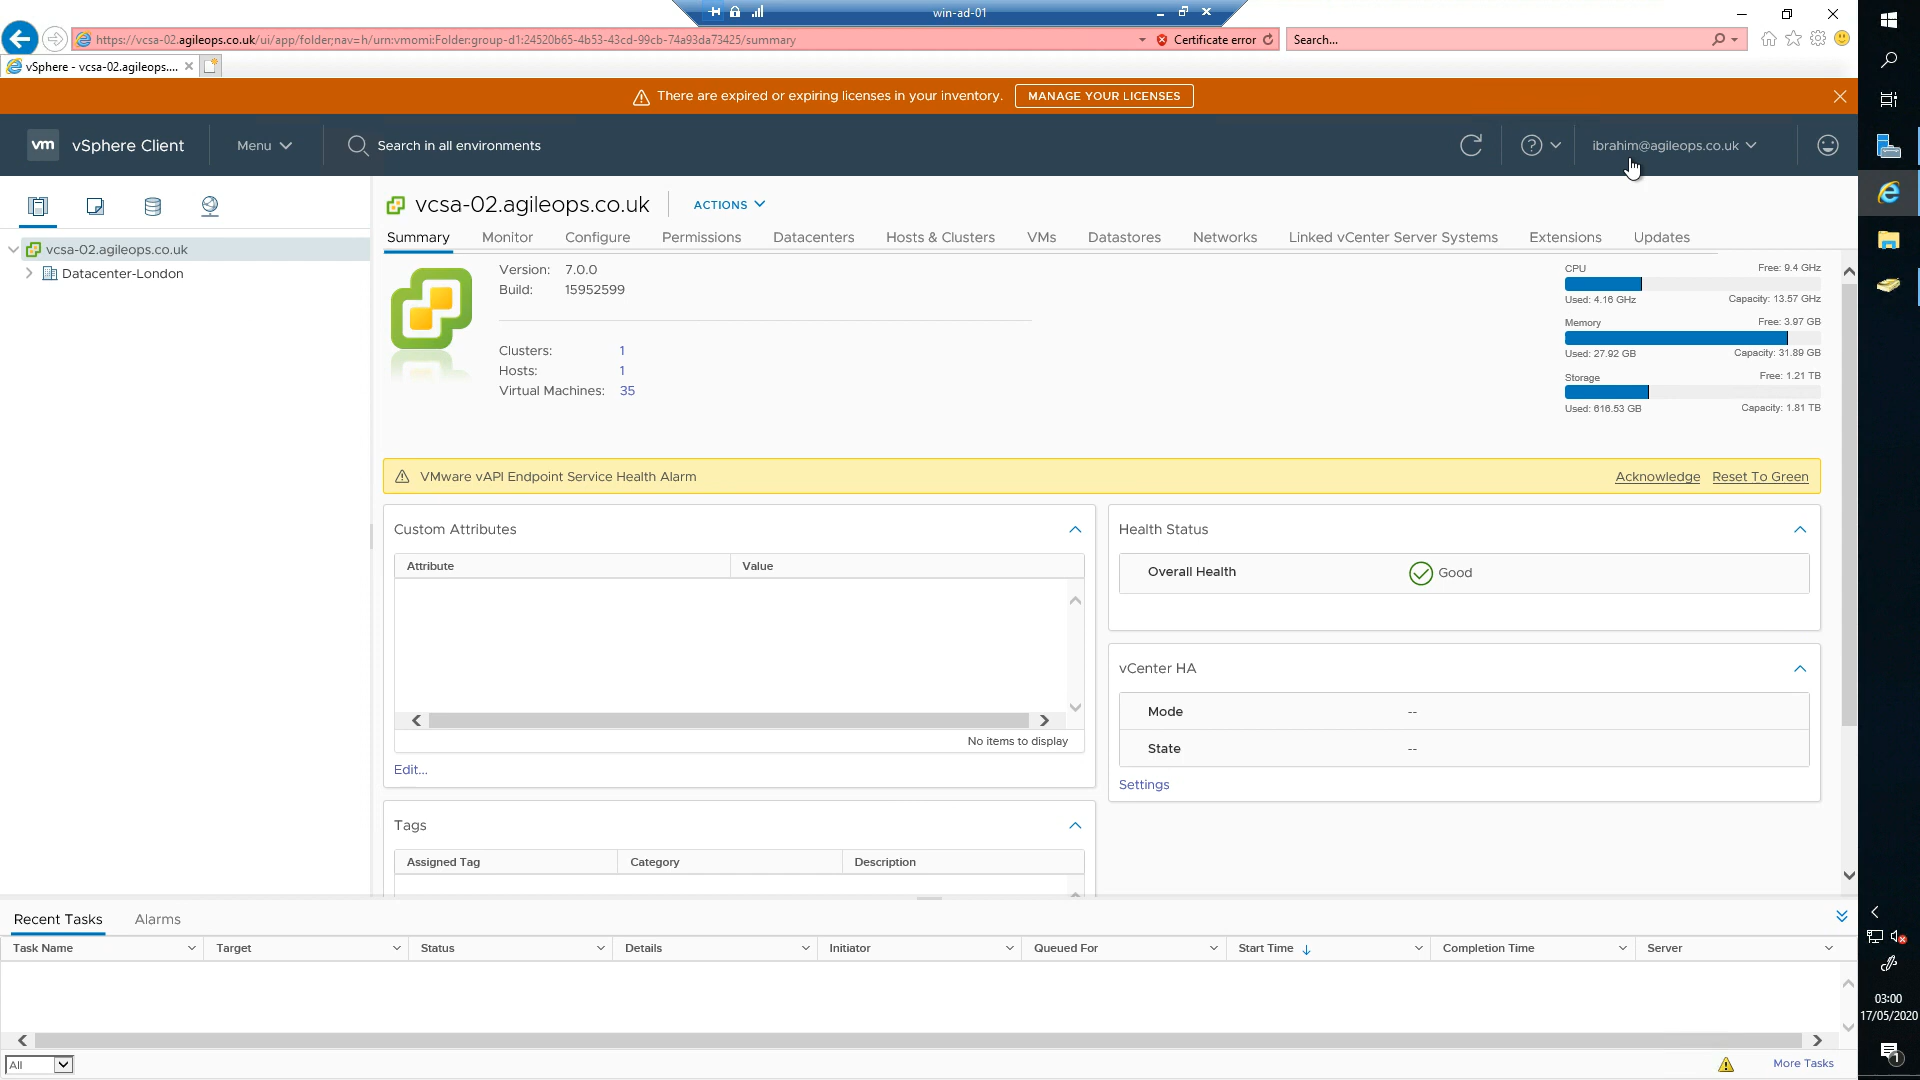 win-ad-01
https://vcsa-02.agileops.co.uk/ui/app/folder;nav=h/urn:vmomi:Folder:group-d1:24520b65-4b53-43cd-99cb-74a93da73425/summary
Certificate error
Search...
vSphere - vcsa-02.agileops....
There are expired or expiring licenses in your inventory.
MANAGE YOUR LICENSES
vm
vSphere Client
Menu
Search in all environments
ibrahim@agileops.co.uk
vcsa-02.agileops.co.uk
ACTIONS
Summary
Monitor
Configure
Permissions
Datacenters
Hosts & Clusters
VMs
Datastores
Networks
Linked vCenter Server Systems
Extensions
Updates
vcsa-02.agileops.co.uk
Datacenter-London
Version: 7.0.0
Build: 15952599
Clusters: 1
Hosts: 1
Virtual Machines: 35
CPU Free: 9.4 GHz
Used: 4.16 GHz Capacity: 13.57 GHz
Memory Free: 3.97 GB
Used: 27.92 GB Capacity: 31.89 GB
Storage Free: 1.21 TB
Used: 616.53 GB Capacity: 1.81 TB
VMware vAPI Endpoint Service Health Alarm
Acknowledge
Reset To Green
Custom Attributes
Attribute Value
No items to display
Edit...
Tags
Assigned Tag Category Description
Health Status
Overall Health Good
vCenter HA
Mode --
State --
Settings
Recent Tasks
Alarms
Task Name Target Status Details Initiator Queued For Start Time Completion Time Server
All
More Tasks
03:00
17/05/2020
1